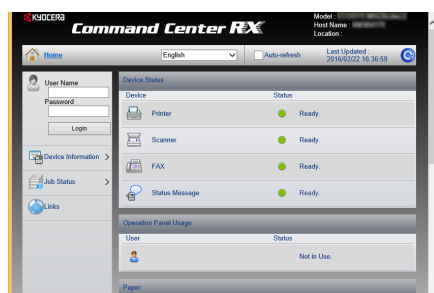 KYOCERA
Command Center RX
Model :
Host Name :
Location :
Home
English
Auto-refresh
Last Updated :
2016/02/22 16:36.59
User Name
Password
Login
Device Information >
Job Status >
Links
Device Status
Device Status
Printer Ready.
Scanner Ready.
FAX Ready.
Status Message Ready.
Operation Panel Usage
User Status
Not in Use.
Paper